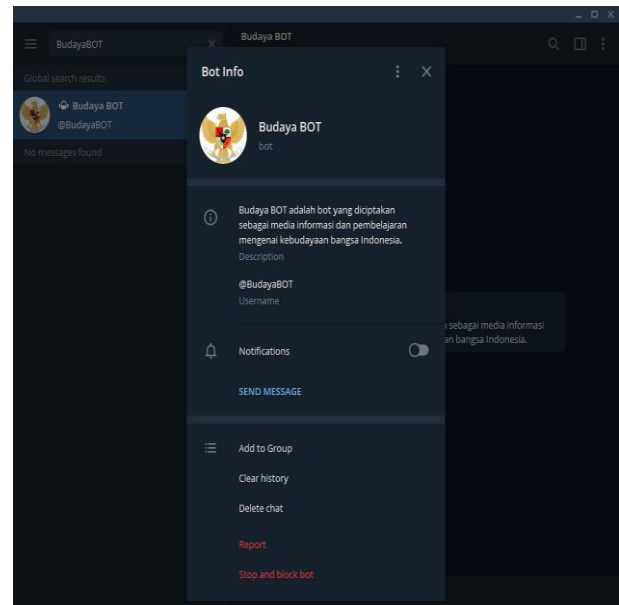 BudayaBOT
Budaya BOT
Global search results
Budaya BOT
@BudayaBOT
No messages found
Bot Info
Budaya BOT
bot
Budaya BOT adalah bot yang diciptakan
sebagai media informasi dan pembelajaran
mengenai kebudayaan bangsa Indonesia.
Description
@BudayaBOT
Username
Notifications
SEND MESSAGE
Add to Group
Clear history
Delete chat
Report
Stop and block bot
sebagai media informasi
an bangsa Indonesia.